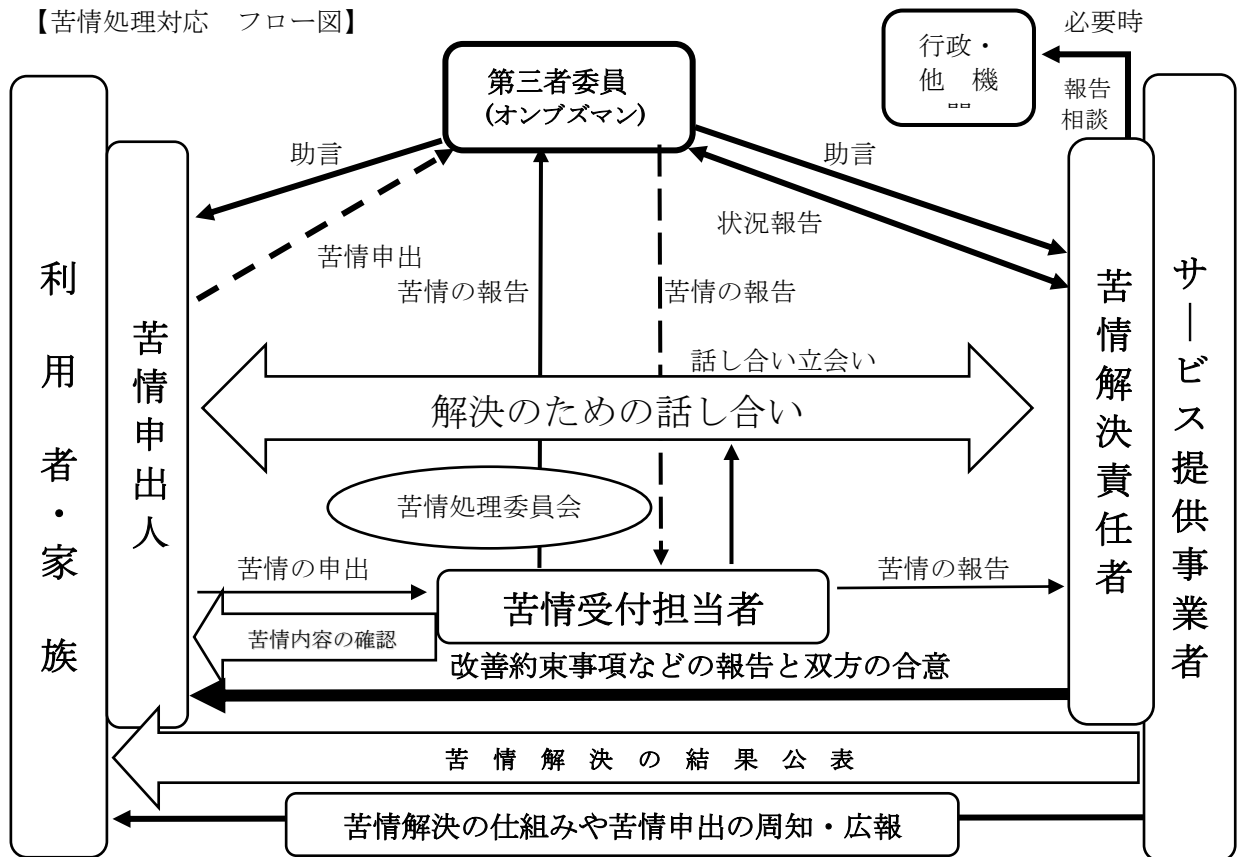 【苦情処理対応　フロー図】
必要時
行政・
他　機
第三者委員
(オンブズマン)
報告
相談
助言
助言
状況報告
苦情申出
苦情の報告
苦情の報告
利用者・家族
苦情申出人
苦情解決責任者
サービス提供事業者
話し合い立会い
解決のための話し合い
苦情処理委員会
苦情の申出
苦情の報告
苦情受付担当者
苦情内容の確認
改善約束事項などの報告と双方の合意
苦情解決の結果公表
苦情解決の仕組みや苦情申出の周知・広報